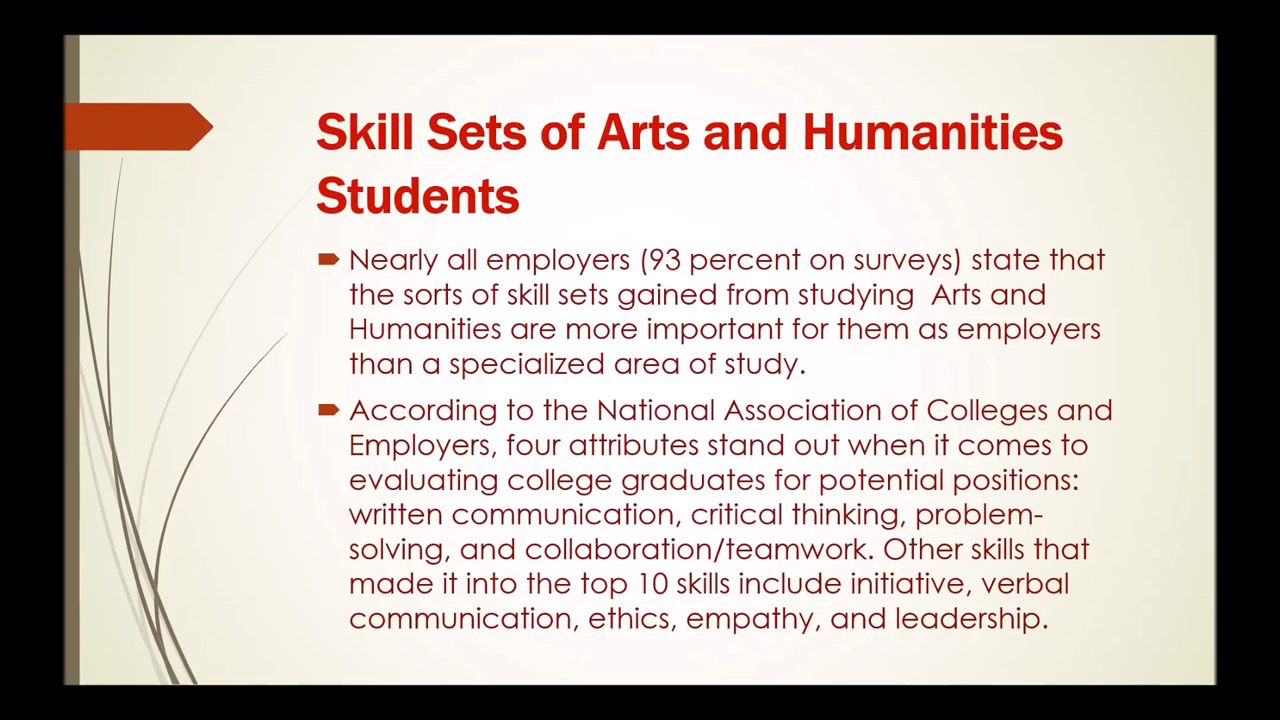 Skill Sets of Arts and Humanities
Students
Nearly all employers (93 percent on surveys) state that
the sorts of skill sets gained from studying  Arts and
Humanities are more important for them as employers
than a specialized area of study.
According to the National Association of Colleges and
Employers, four attributes stand out when it comes to
evaluating college graduates for potential positions:
written communication, critical thinking, problem-
solving, and collaboration/teamwork. Other skills that
made it into the top 10 skills include initiative, verbal
communication, ethics, empathy, and leadership.